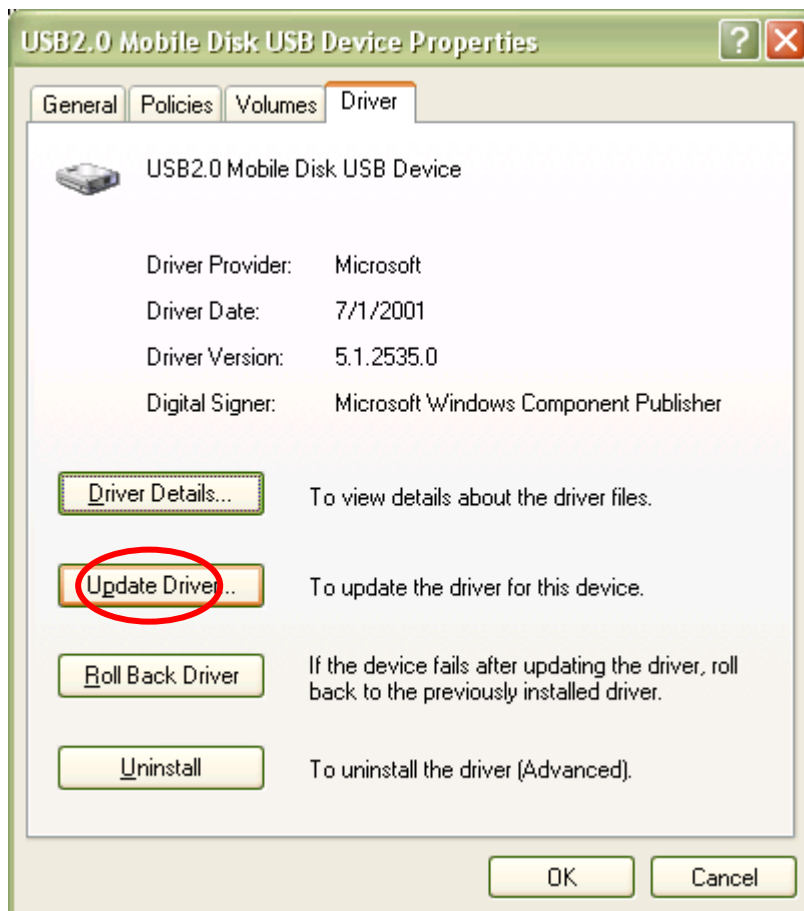 USB2.0 Mobile Disk USB Device Properties
General Policies Volumes Driver
USB2.0 Mobile Disk USB Device
Driver Provider: Microsoft
Driver Date: 7/1/2001
Driver Version: 5.1.2535.0
Digital Signer: Microsoft Windows Component Publisher
Driver Details... To view details about the driver files.
Update Driver... To update the driver for this device.
Roll Back Driver If the device fails after updating the driver, roll
back to the previously installed driver.
Uninstall To uninstall the driver (Advanced).
OK Cancel